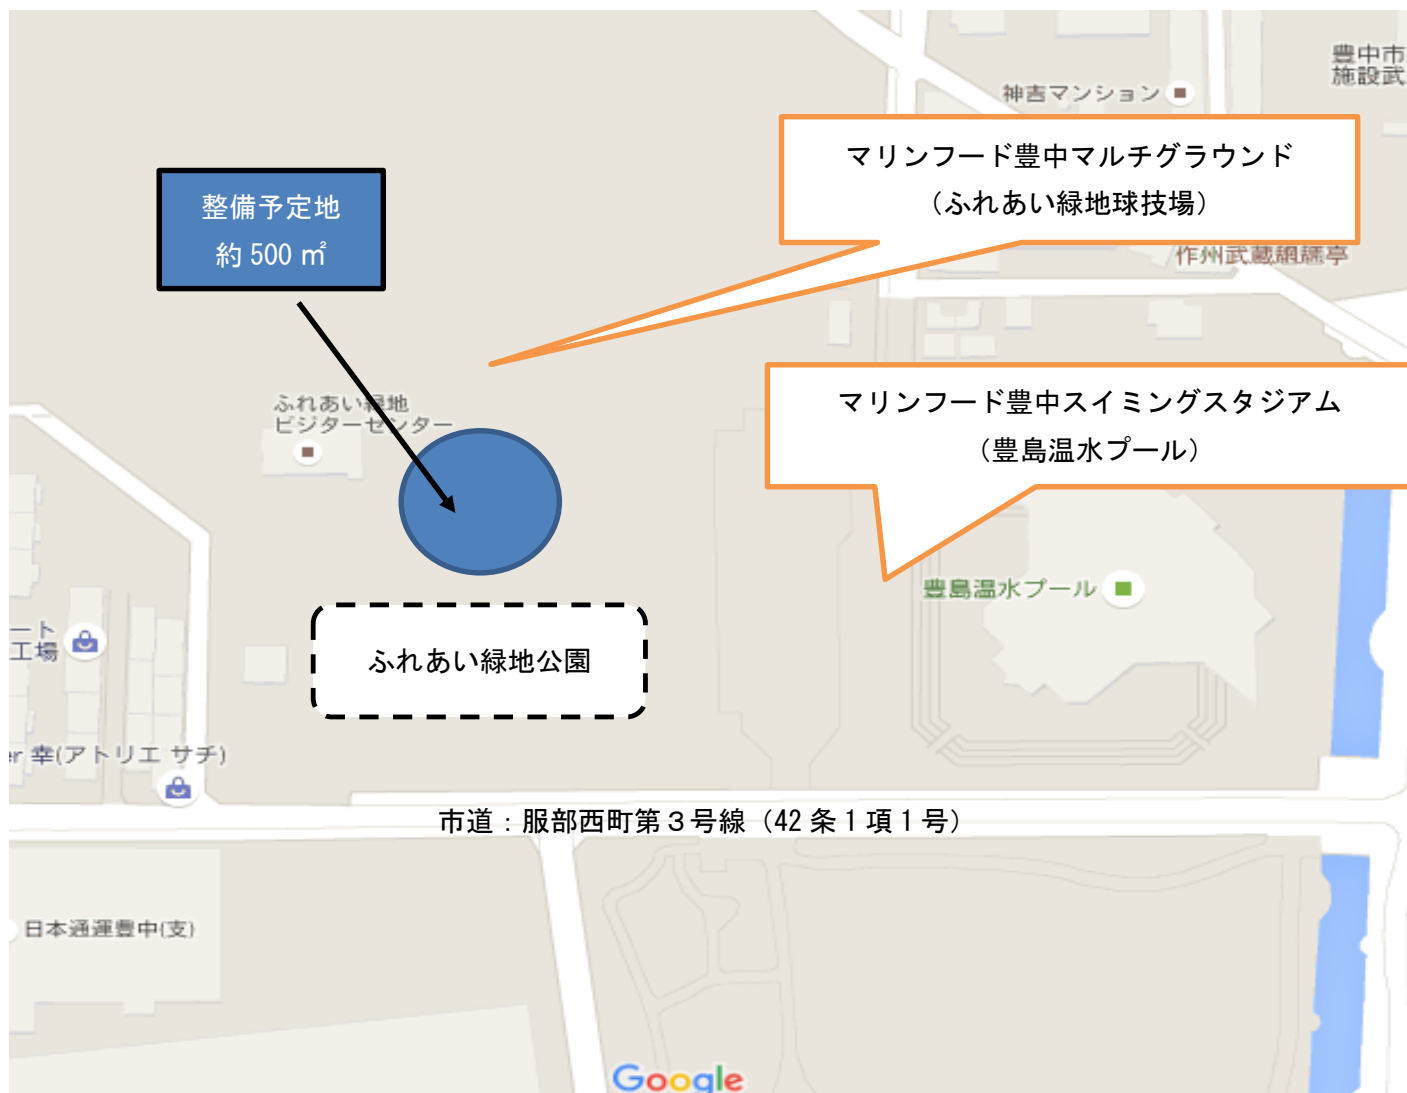 豊中市
施設武
神吉マンション
マリンフード豊中マルチグラウンド
（ふれあい緑地球技場）
整備予定地
約 500 ㎡
作州武蔵
亭
ふれあい緑地
ビジターセンター
マリンフード豊中スイミングスタジアム
（豊島温水プール）
豊島温水プール
ート
工場
ふれあい緑地公園
er 幸(アトリエ サチ)
市道：服部西町第３号線（42 条１項１号）
日本通運豊中(支)
Google